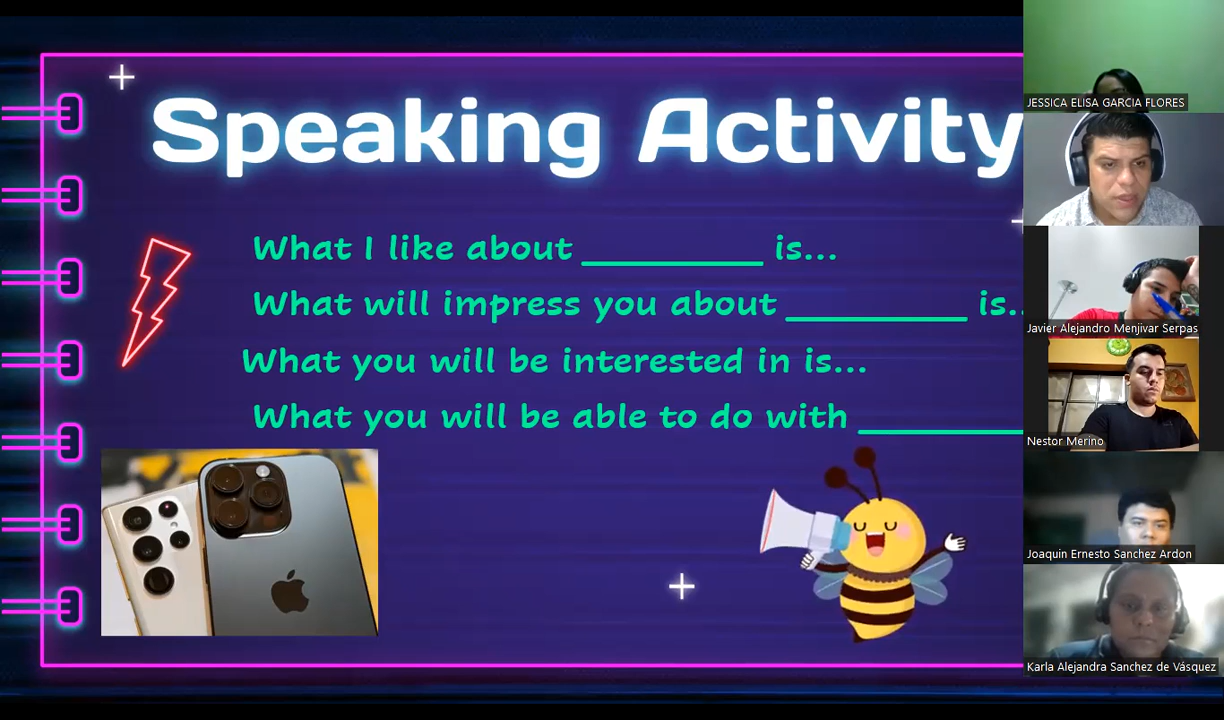 Speaking Activity
What I like about __________ is...
What will impress you about __________ is..
What you will be interested in is...
What you will be able to do with __________
JESSICA ELISA GARCIA FLORES
Javier Alejandro Menjivar Serpas
Nestor Merino
Joaquin Ernesto Sanchez Ardon
Karla Alejandra Sanchez de Vásquez